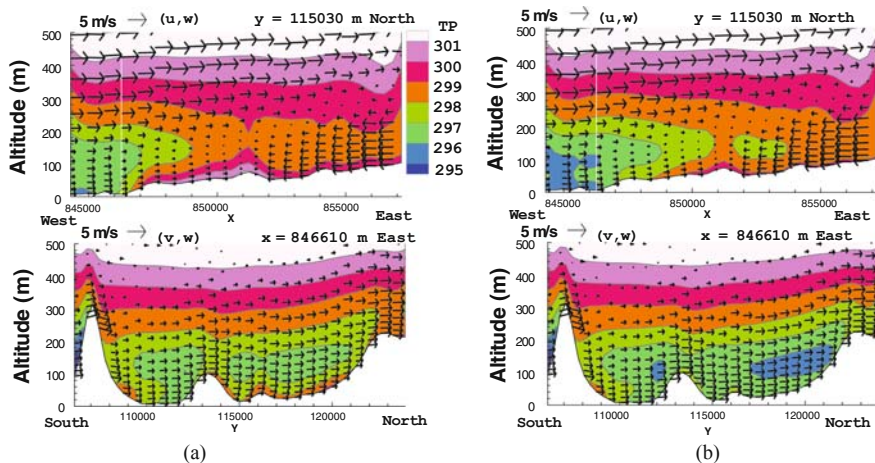 5 m/s (u,w) y = 115030 m North
TP
301
300
299
298
297
296
295
Altitude (m)
500
400
300
200
100
0
845000 850000 855000
West X East
5 m/s (v,w) x = 846610 m East
Altitude (m)
500
400
300
200
100
0
110000 115000 120000
South Y North
(a)
5 m/s (u,w) y = 115030 m North
Altitude (m)
500
400
300
200
100
0
845000 850000 855000
West X East
5 m/s (v,w) x = 846610 m East
Altitude (m)
500
400
300
200
100
0
110000 115000 120000
South Y North
(b)